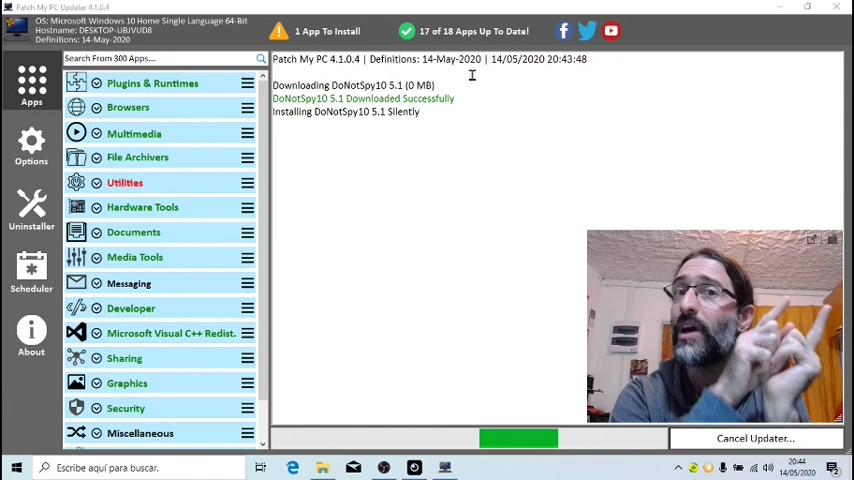 Patch My PC Updater 4.1.0.4
OS: Microsoft Windows 10 Home Single Language 64-Bit
Hostname: DESKTOP-UBJVUD8
Definitions: 14-May-2020
1 App To Install
17 of 18 Apps Up To Date!
Search From 300 Apps.
Apps
Options
Uninstaller
Scheduler
About
Plugins & Runtimes
Browsers
Multimedia
File Archivers
Utilities
Hardware Tools
Documents
Media Tools
Messaging
Developer
Microsoft Visual C++ Redist.
Sharing
Graphics
Security
Miscellaneous
Patch My PC 4.1.0.4 | Definitions: 14-May-2020 | 14/05/2020 20:43:48
Downloading DoNotSpy10 5.1 (0 MB)
DoNotSpy10 5.1 Downloaded Successfully
Installing DoNotSpy10 5.1 Silently
Cancel Updater...
Escribe aquí para buscar.
20:44
14/05/2020